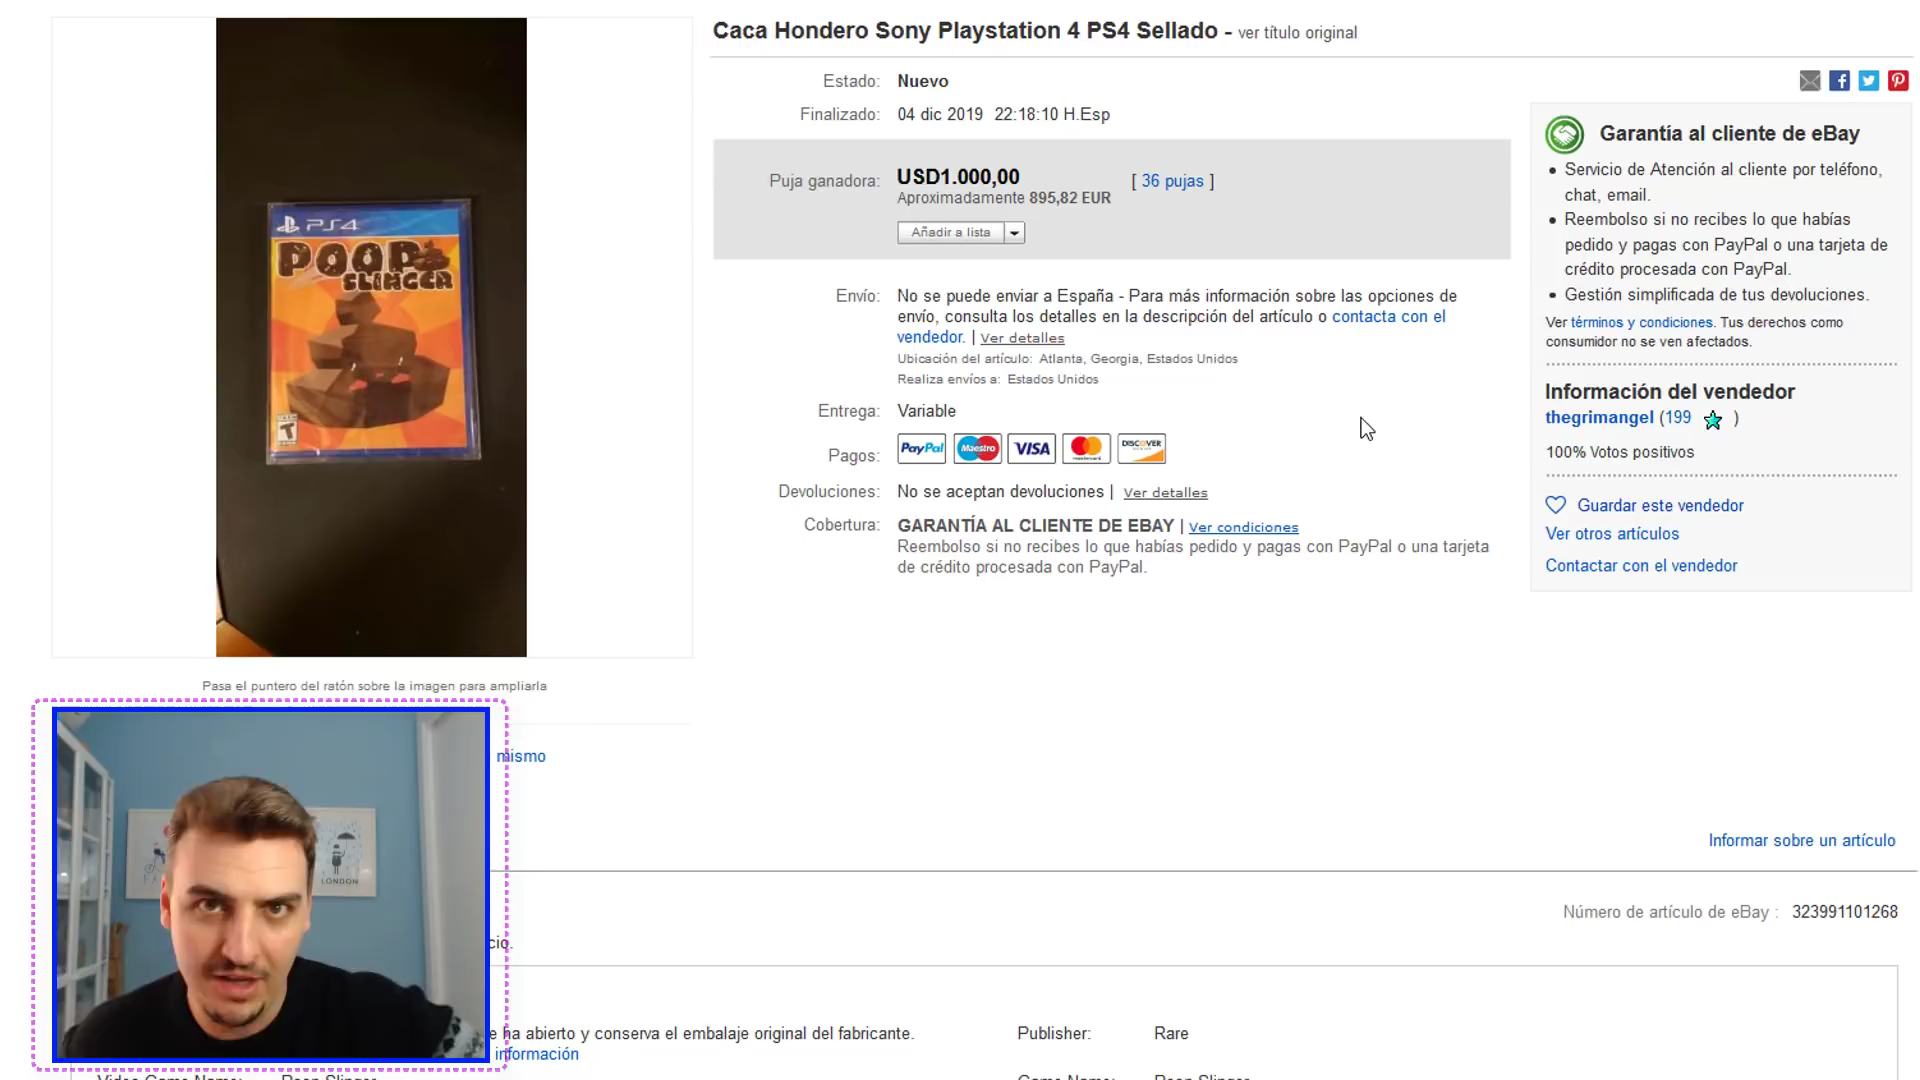 Caca Hondero Sony Playstation 4 PS4 Sellado - ver título original
Estado: Nuevo
Finalizado: 04 dic 2019 22:18:10 H.Esp
Puja ganadora: USD1.000,00 [ 36 pujas ]
Aproximadamente 895,82 EUR
Añadir a lista
Envío: No se puede enviar a España - Para más información sobre las opciones de
envío, consulta los detalles en la descripción del artículo o contacta con el
vendedor. | Ver detalles
Ubicación del artículo: Atlanta, Georgia, Estados Unidos
Realiza envíos a: Estados Unidos
Entrega: Variable
Pagos: PayPal Maestro VISA mastercard DISCOVER
Devoluciones: No se aceptan devoluciones | Ver detalles
Cobertura: GARANTÍA AL CLIENTE DE EBAY | Ver condiciones
Reembolso si no recibes lo que habías pedido y pagas con PayPal o una tarjeta
de crédito procesada con PayPal.
Garantía al cliente de eBay
Servicio de Atención al cliente por teléfono,
chat, email.
Reembolso si no recibes lo que habías
pedido y pagas con PayPal o una tarjeta de
crédito procesada con PayPal.
Gestión simplificada de tus devoluciones.
Ver términos y condiciones. Tus derechos como
consumidor no se ven afectados.
Información del vendedor
thegrimangel (199 )
100% Votos positivos
Guardar este vendedor
Ver otros artículos
Contactar con el vendedor
PS4
POOP
SLINGER
T
Pasa el puntero del ratón sobre la imagen para ampliarla
mismo
LONDON
Informar sobre un artículo
Número de artículo de eBay : 323991101268
cio.
e ha abierto y conserva el embalaje original del fabricante.
información
Publisher: Rare
Video Game Name: Poop Slinger
Game Name: Poop Slinger